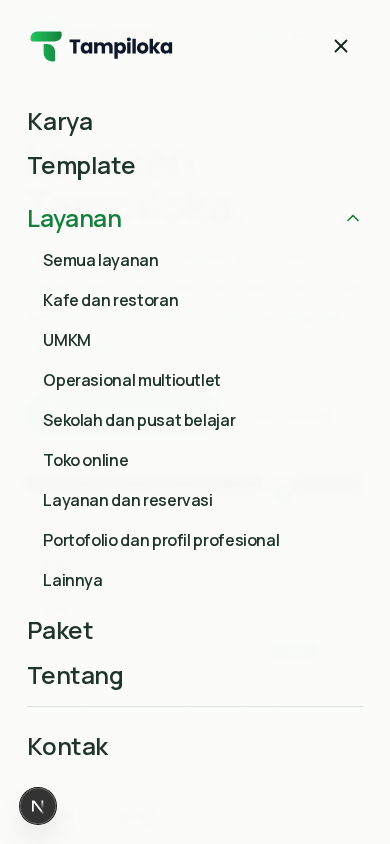 Tampiloka
Karya
Template
Layanan
Semua layanan
Kafe dan restoran
UMKM
Operasional multioutlet
Sekolah dan pusat belajar
Toko online
Layanan dan reservasi
Portofolio dan profil profesional
Lainnya
Paket
Tentang
Kontak
N